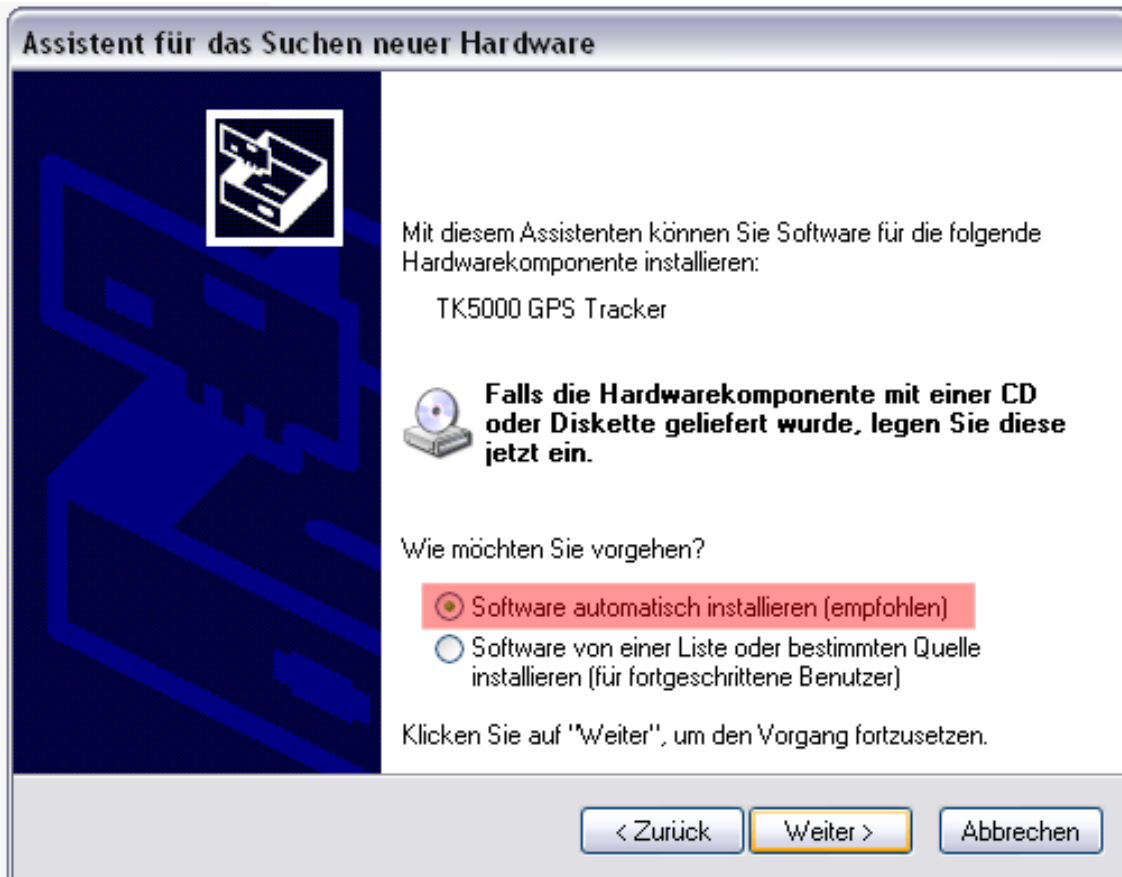 Assistent für das Suchen neuer Hardware
Mit diesem Assistenten können Sie Software für die folgende
Hardwarekomponente installieren:
TK5000 GPS Tracker
Falls die Hardwarekomponente mit einer CD
oder Diskette geliefert wurde, legen Sie diese
jetzt ein.
Wie möchten Sie vorgehen?
Software automatisch installieren (empfohlen)
Software von einer Liste oder bestimmten Quelle
installieren (für fortgeschrittene Benutzer)
Klicken Sie auf "Weiter", um den Vorgang fortzusetzen.
< Zurück Weiter > Abbrechen